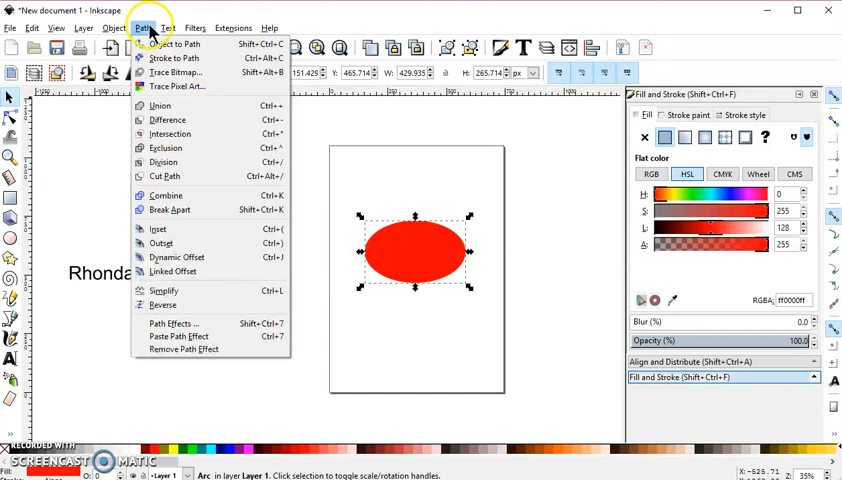 *New document 1 - Inkscape
File Edit View Layer Object Path Text Filters Extensions Help
151.429 Y: 465.714 W: 429.935 H: 265.714 px
Object to Path Shift+Ctrl+C
Stroke to Path Ctrl+Alt+C
Trace Bitmap... Shift+Alt+B
Trace Pixel Art...
Union Ctrl++
Difference Ctrl+-
Intersection Ctrl+*
Exclusion Ctrl+^
Division Ctrl+/
Cut Path Ctrl+Alt+/
Combine Ctrl+K
Break Apart Shift+Ctrl+K
Inset Ctrl+(
Outset Ctrl+)
Dynamic Offset Ctrl+J
Linked Offset
Simplify Ctrl+L
Reverse
Path Effects ... Shift+Ctrl+7
Paste Path Effect Ctrl+7
Remove Path Effect
Rhonda
Fill and Stroke (Shift+Ctrl+F)
Fill Stroke paint Stroke style
Flat color
RGB HSL CMYK Wheel CMS
H: 0
S: 255
L: 128
A: 255
RGBA: ff0000ff
Blur (%) 0.0
Opacity (%) 100.0
Align and Distribute (Shift+Ctrl+A)
Fill and Stroke (Shift+Ctrl+F)
RECORDED WITH
SCREENCAST MATIC
Fill: O: 0 Layer 1 Arc in layer Layer 1. Click selection to toggle scale/rotation handles. X: -525.71 Z: 35%